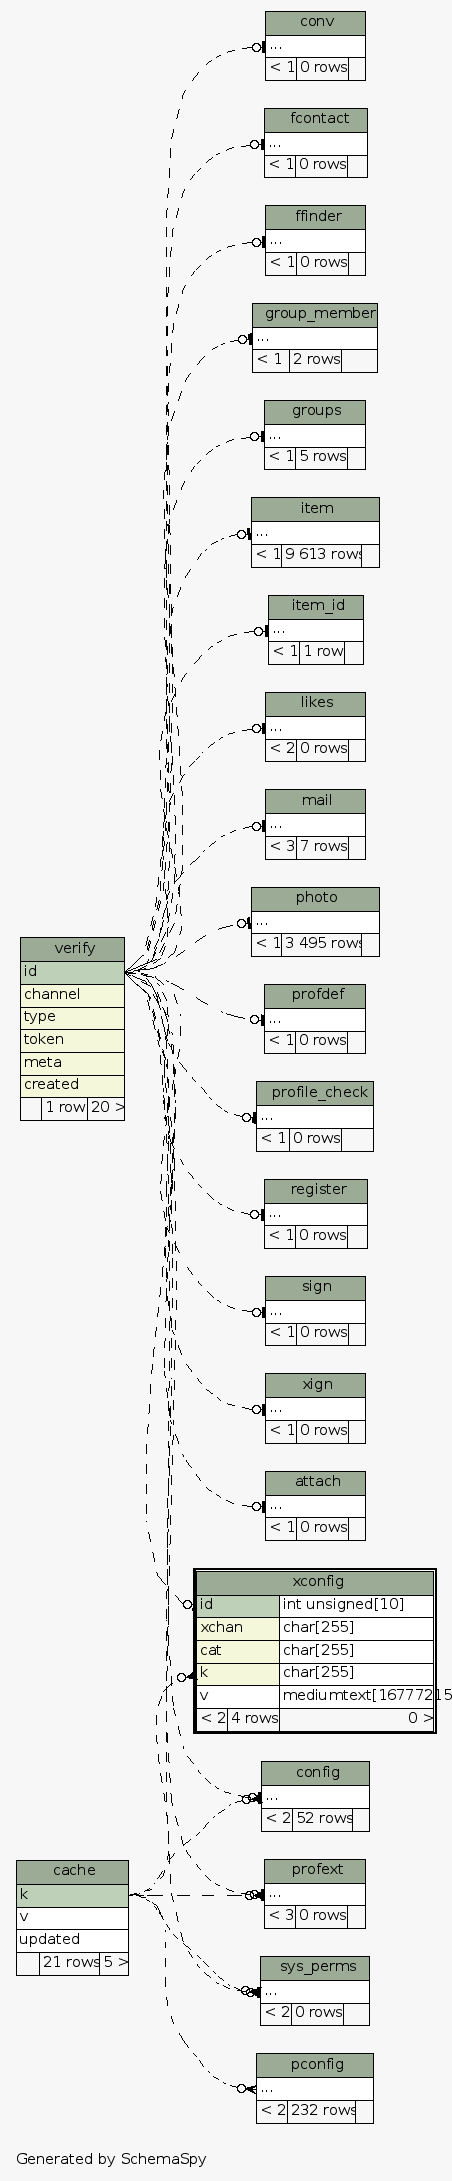 conv
...
< 1 0 rows
fcontact
...
< 1 0 rows
ffinder
...
< 1 0 rows
group_member
...
< 1 2 rows
groups
...
< 1 5 rows
item
...
< 1 9 613 rows
item_id
...
< 1 1 row
likes
...
< 2 0 rows
mail
...
< 3 7 rows
photo
...
< 1 3 495 rows
verify
id
channel
type
token
meta
created
1 row 20 >
profdef
...
< 1 0 rows
profile_check
...
< 1 0 rows
register
...
< 1 0 rows
sign
...
< 1 0 rows
xign
...
< 1 0 rows
attach
...
< 1 0 rows
xconfig
id int unsigned[10]
xchan char[255]
cat char[255]
k char[255]
v mediumtext[16777215
< 2 4 rows 0 >
config
...
< 2 52 rows
cache
k
v
updated
21 rows 5 >
profext
...
< 3 0 rows
sys_perms
...
< 2 0 rows
pconfig
...
< 2 232 rows
Generated by SchemaSpy